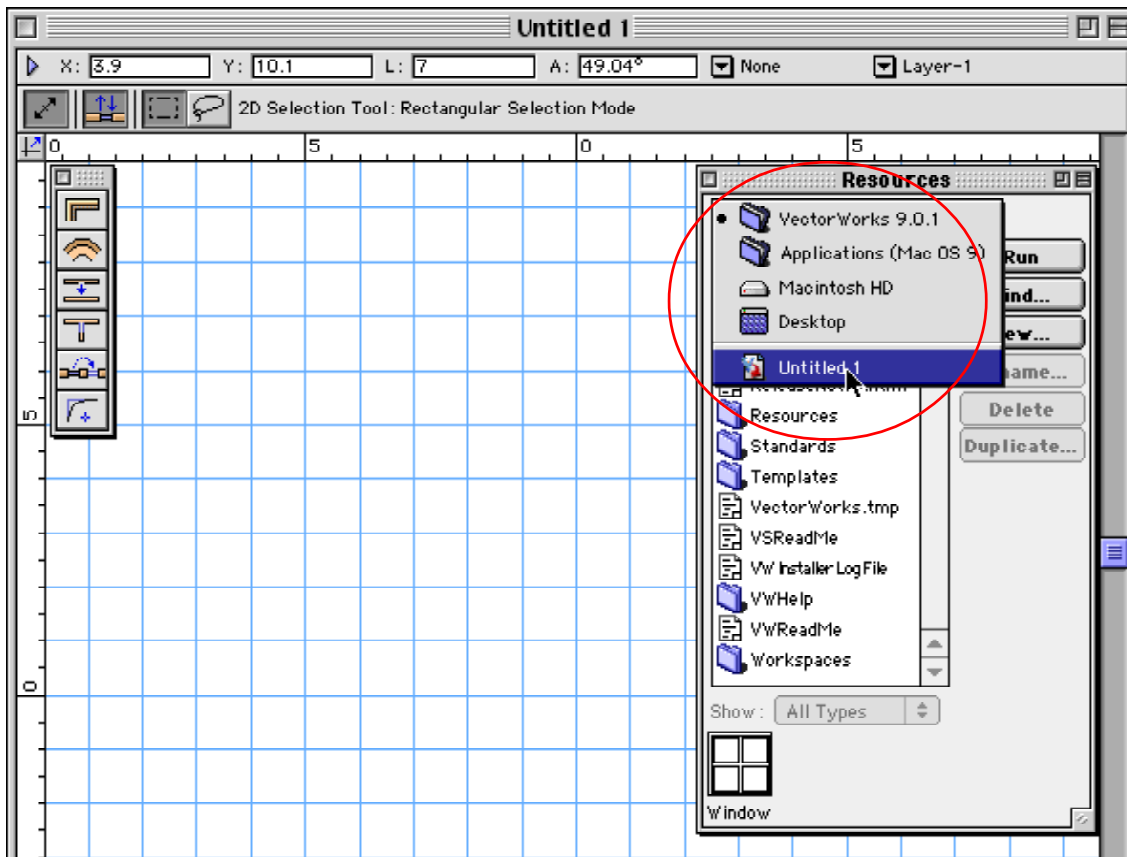 Untitled 1
X: 3.9 Y: 10.1 L: 7 A: 49.04° None Layer-1
2D Selection Tool: Rectangular Selection Mode
0 5 0 5
Resources
VectorWorks 9.0.1
Applications (Mac OS 9) Run
Macintosh HD
Desktop
Untitled 1
Resources Delete
5
Standards Duplicate...
Templates
VectorWorks.tmp
VSReadMe
VW Installer Log File
VWHelp
VWReadMe
Workspaces
0
Show: All Types
Window